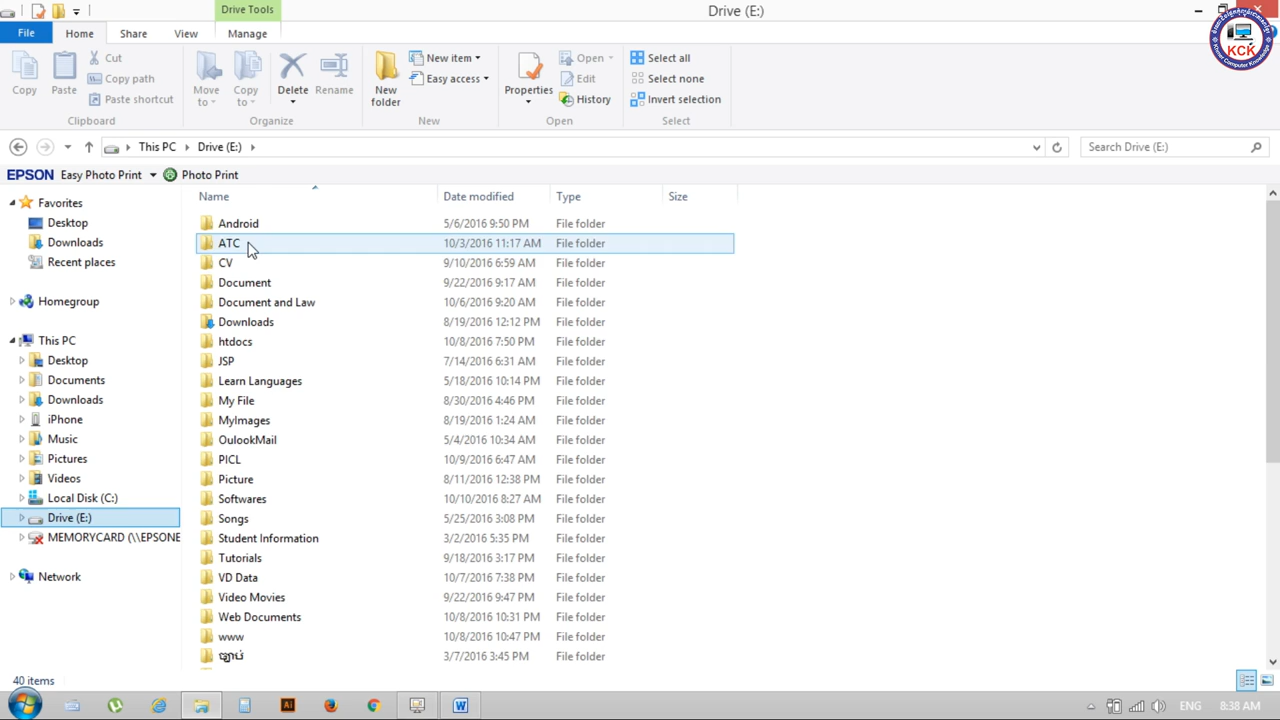 Drive Tools
Drive (E:)
File Home Share View Manage
Copy
Paste
Cut
Copy path
Paste shortcut
Clipboard
Move to
Copy to
Delete
Rename
Organize
New folder
New item
Easy access
New
Properties
Open
Edit
History
Open
Select all
Select none
Invert selection
Select
This PC Drive (E:)
Search Drive (E:)
EPSON Easy Photo Print Photo Print
Favorites
Desktop
Downloads
Recent places
Homegroup
This PC
Desktop
Documents
Downloads
iPhone
Music
Pictures
Videos
Local Disk (C:)
Drive (E:)
MEMORYCARD (\\EPSONE
Network
Name Date modified Type Size
Android 5/6/2016 9:50 PM File folder
ATC 10/3/2016 11:17 AM File folder
CV 9/10/2016 6:59 AM File folder
Document 9/22/2016 9:17 AM File folder
Document and Law 10/6/2016 9:20 AM File folder
Downloads 8/19/2016 12:12 PM File folder
htdocs 10/8/2016 7:50 PM File folder
JSP 7/14/2016 6:31 AM File folder
Learn Languages 5/18/2016 10:14 PM File folder
My File 8/30/2016 4:46 PM File folder
MyImages 8/19/2016 1:24 AM File folder
OulookMail 5/4/2016 10:34 AM File folder
PICL 10/9/2016 6:47 AM File folder
Picture 8/11/2016 12:38 PM File folder
Softwares 10/10/2016 8:27 AM File folder
Songs 5/25/2016 3:08 PM File folder
Student Information 3/2/2016 5:35 PM File folder
Tutorials 9/18/2016 3:17 PM File folder
VD Data 10/7/2016 7:38 PM File folder
Video Movies 9/22/2016 9:47 PM File folder
Web Documents 10/8/2016 10:31 PM File folder
www 10/8/2016 10:47 PM File folder
ច្បាប់ 3/7/2016 3:45 PM File folder
40 items
ENG 8:38 AM
KCK
Khmer Computer Knowledge